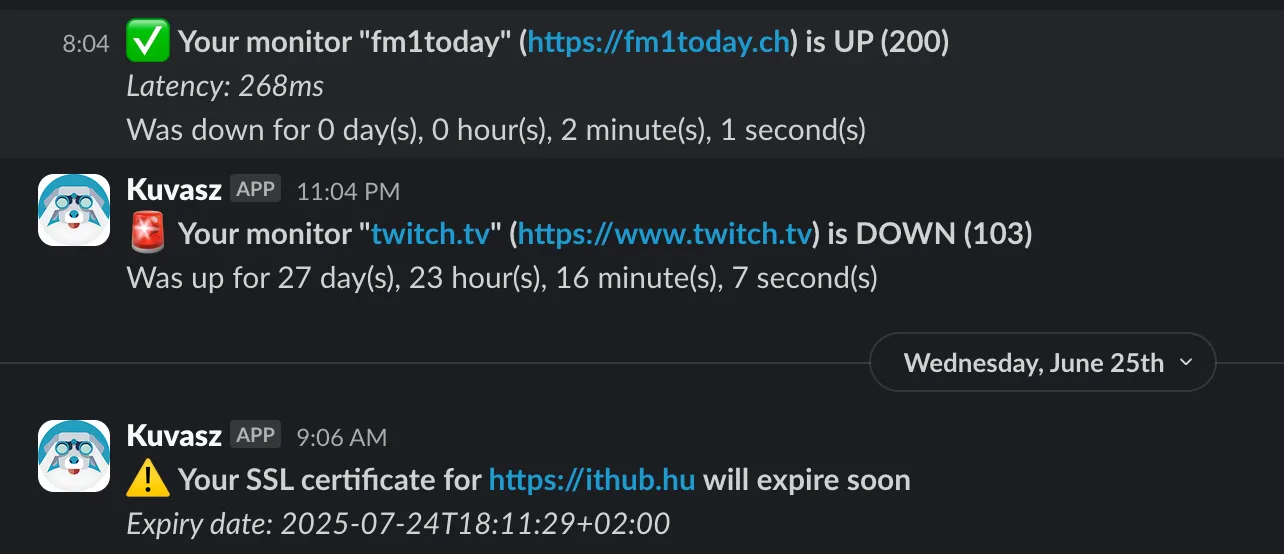 8:04 Your monitor "fm1today" (https://fm1today.ch) is UP (200)
Latency: 268ms
Was down for 0 day(s), 0 hour(s), 2 minute(s), 1 second(s)
Kuvasz APP 11:04 PM
Your monitor "twitch.tv" (https://www.twitch.tv) is DOWN (103)
Was up for 27 day(s), 23 hour(s), 16 minute(s), 7 second(s)
Wednesday, June 25th
Kuvasz APP 9:06 AM
Your SSL certificate for https://ithub.hu will expire soon
Expiry date: 2025-07-24T18:11:29+02:00